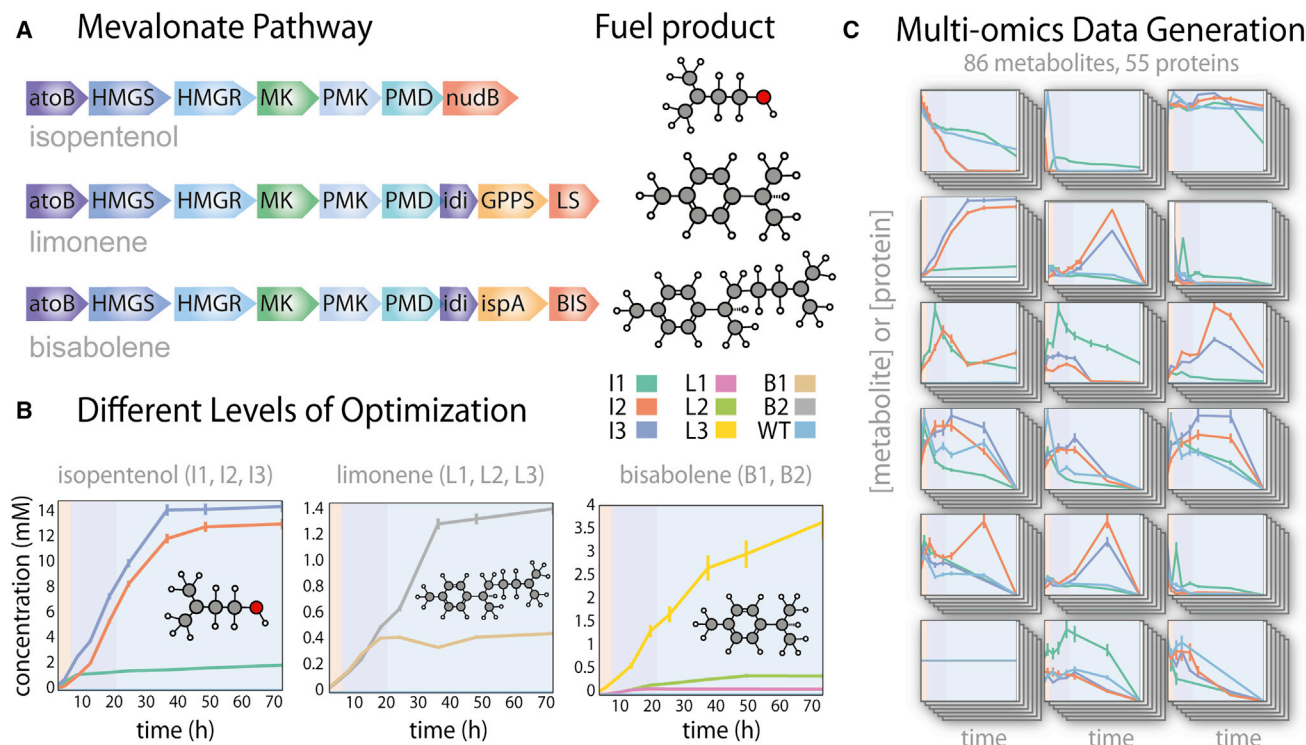 A Mevalonate Pathway
Fuel product
atoB HMGS HMGR MK PMK PMD nudB
isopentenol
atoB HMGS HMGR MK PMK PMD idi GPPS LS
limonene
atoB HMGS HMGR MK PMK PMD idi ispA BIS
bisabolene
I1 L1 B1
I2 L2 B2
I3 L3 WT
B Different Levels of Optimization
isopentenol (I1, I2, I3)
concentration (mM)
14
12
10
8
6
4
2
0
10 20 30 40 50 60 70
time (h)
limonene (L1, L2, L3)
1.4
1.2
1.0
0.8
0.6
0.4
0.2
0
10 20 30 40 50 60 70
time (h)
bisabolene (B1, B2)
4
3.5
3
2.5
2
1.5
1
0.5
0
10 20 30 40 50 60 70
time (h)
C Multi-omics Data Generation
86 metabolites, 55 proteins
[metabolite] or [protein]
time time time